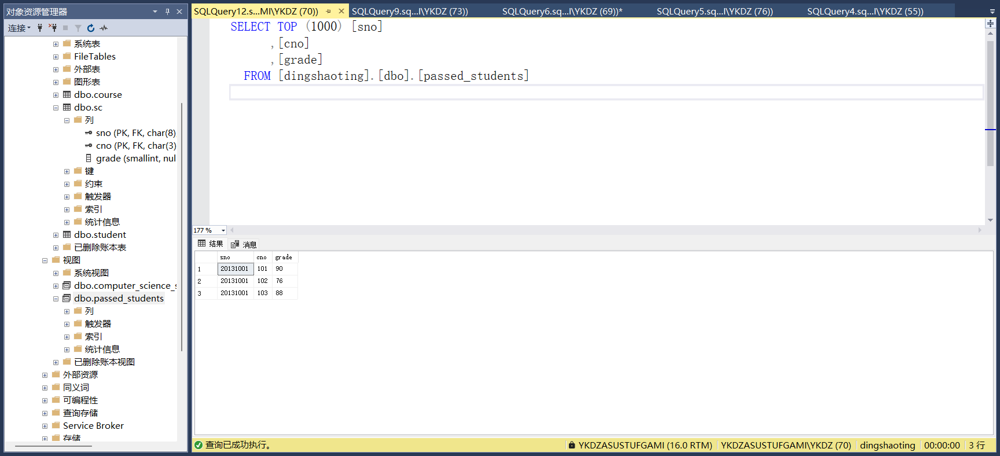 对象资源管理器
连接
系统表
FileTables
外部表
图形表
dbo.course
dbo.sc
列
sno (PK, FK, char(8)
cno (PK, FK, char(3)
grade (smallint, nul
键
约束
触发器
索引
统计信息
dbo.student
已删除账本表
视图
系统视图
dbo.computer_science_s
dbo.passed_students
列
触发器
索引
统计信息
已删除账本视图
外部资源
同义词
可编程性
查询存储
Service Broker
存储
SQLQuery12.s...MI\YKDZ (70)) SQLQuery9.sq...I\YKDZ (73)) SQLQuery6.sq...I\YKDZ (69))* SQLQuery5.sq...I\YKDZ (76)) SQLQuery4.sq...I\YKDZ (55))
SELECT TOP (1000) [sno]
,[cno]
,[grade]
FROM [dingshaoting].[dbo].[passed_students]
177 %
结果 消息
sno cno grade
1 20131001 101 90
2 20131001 102 76
3 20131001 103 88
查询已成功执行。 YKDZASUSTUFGAMI (16.0 RTM) YKDZASUSTUFGAMI\YKDZ (70) dingshaoting 00:00:00 3 行